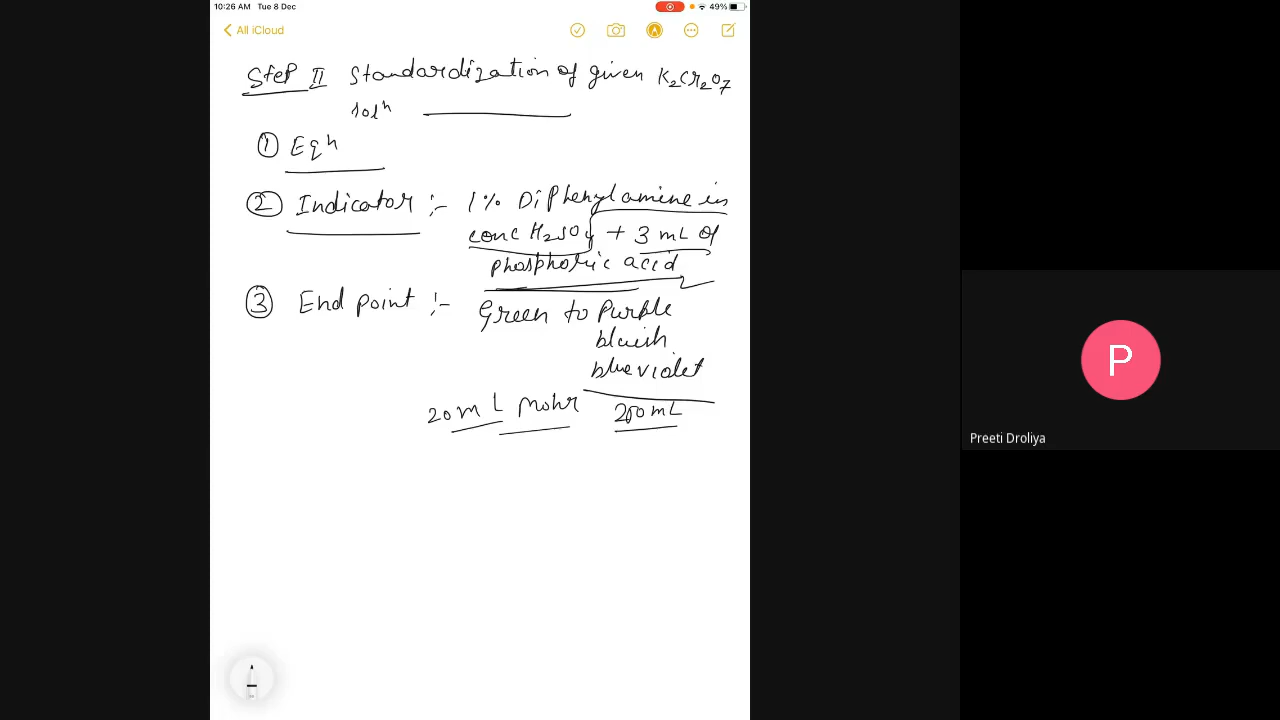 10:26 AM Tue 8 Dec
49%
All iCloud
Step II Standardization of given K2Cr2O7
solⁿ
① Eqⁿ
② Indicator :- 1% Diphenylamine in
conc H2SO4 + 3 mL of
phosphoric acid
③ End point :- Green to Purple
bluish
blue violet
20 mL Mohr 250 mL
P
Preeti Droliya